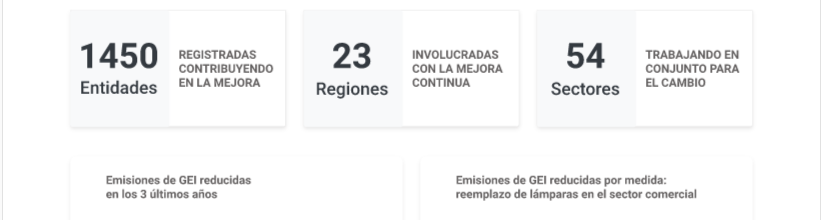 1450
Entidades
REGISTRADAS
CONTRIBUYENDO
EN LA MEJORA
23
Regiones
INVOLUCRADAS
CON LA MEJORA
CONTINUA
54
Sectores
TRABAJANDO EN
CONJUNTO PARA
EL CAMBIO
Emisiones de GEI reducidas
en los 3 últimos años
Emisiones de GEI reducidas por medida:
reemplazo de lámparas en el sector comercial